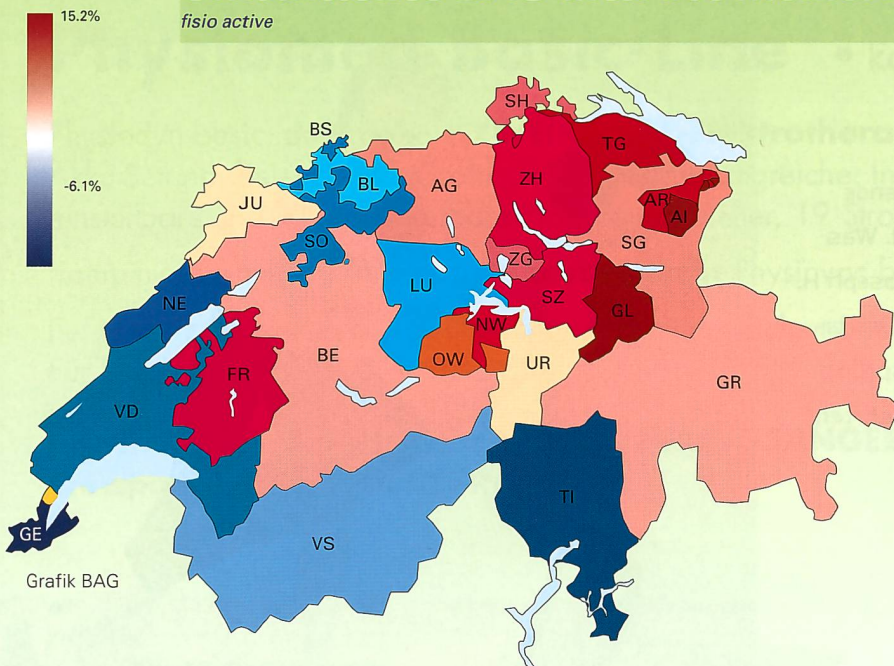 15.2%
fisio active
-6.1%
SH
BS
TG
BL
AG
ZH
JU
AR
AI
SO
SG
ZG
LU
SZ
NE
GL
NW
BE
OW
UR
FR
GR
VD
TI
GE
VS
Grafik BAG